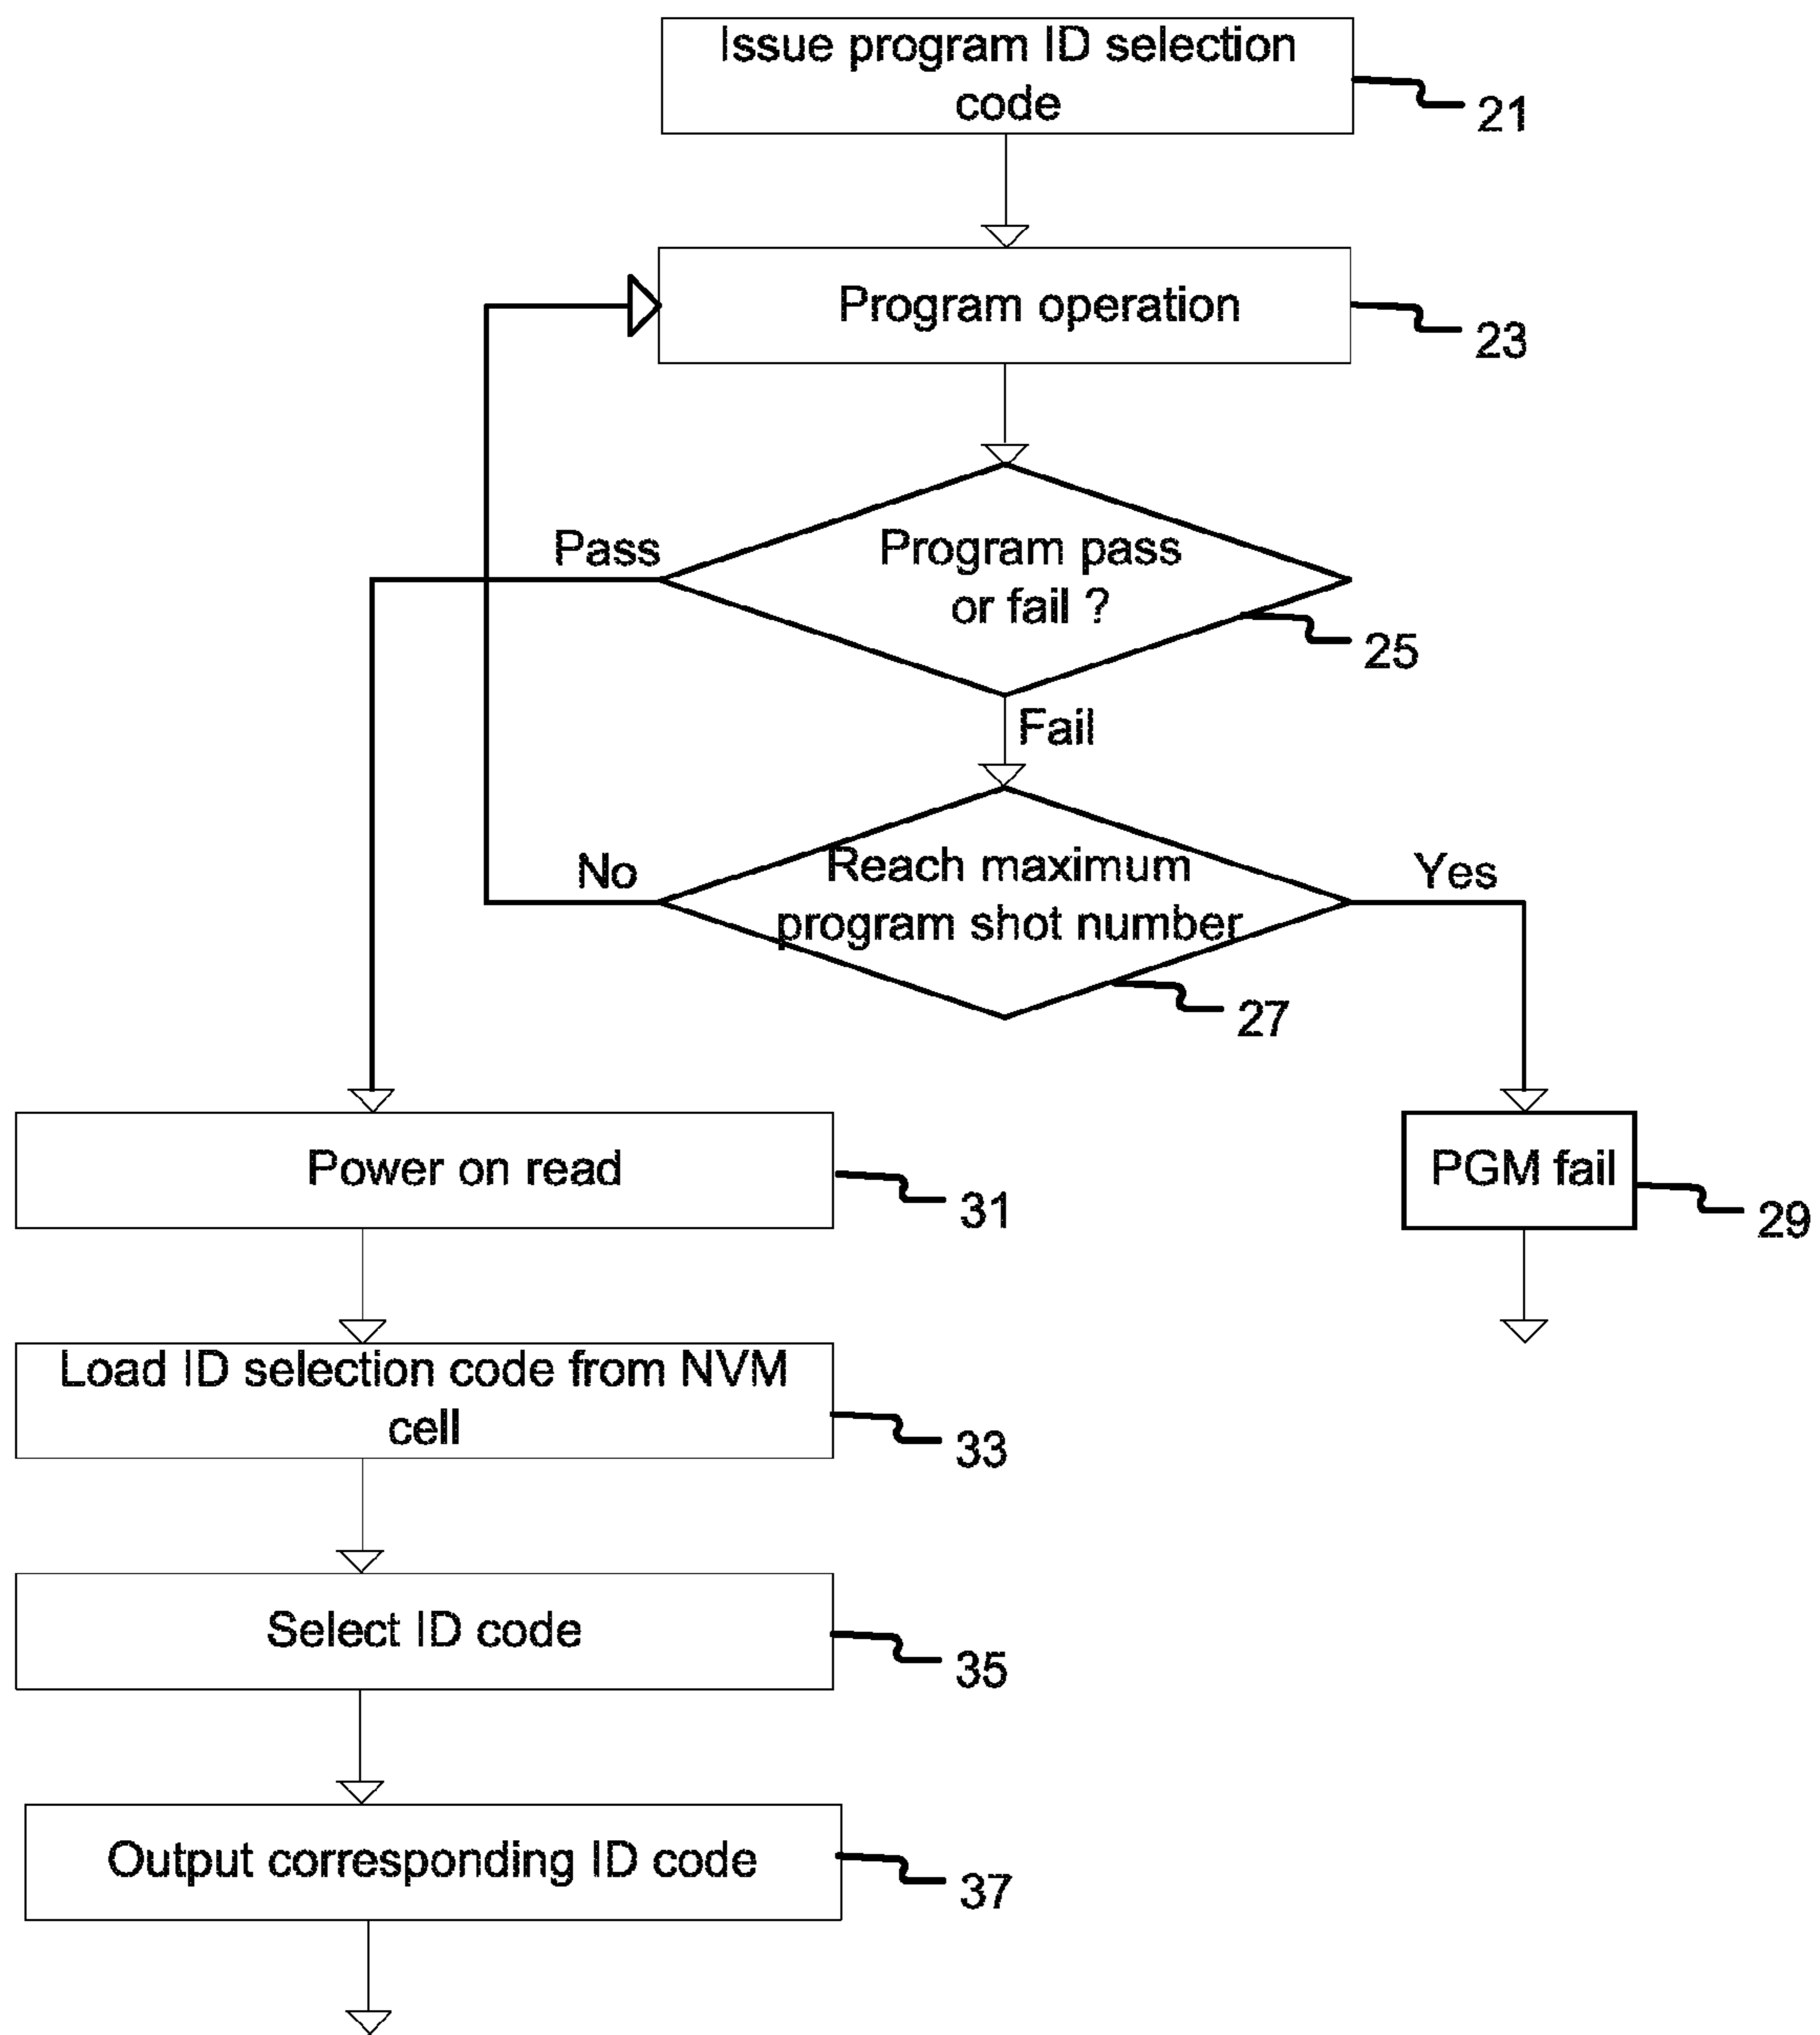 Issue program ID selection
code
21
Program operation
23
Pass
Program pass
or fail ?
25
Fail
No
Reach maximum
program shot number
Yes
27
Power on read
31
PGM fail
29
Load ID selection code from NVM
cell
33
Select ID code
35
Output corresponding ID code
37